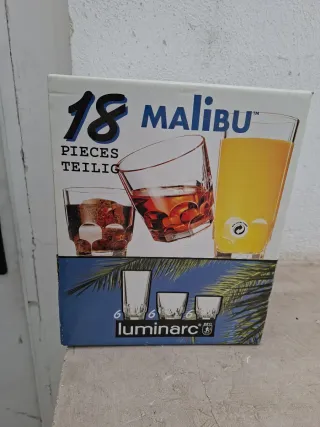 18
MALIBU™
PIECES
TEILIG
6 6 6
luminarc®